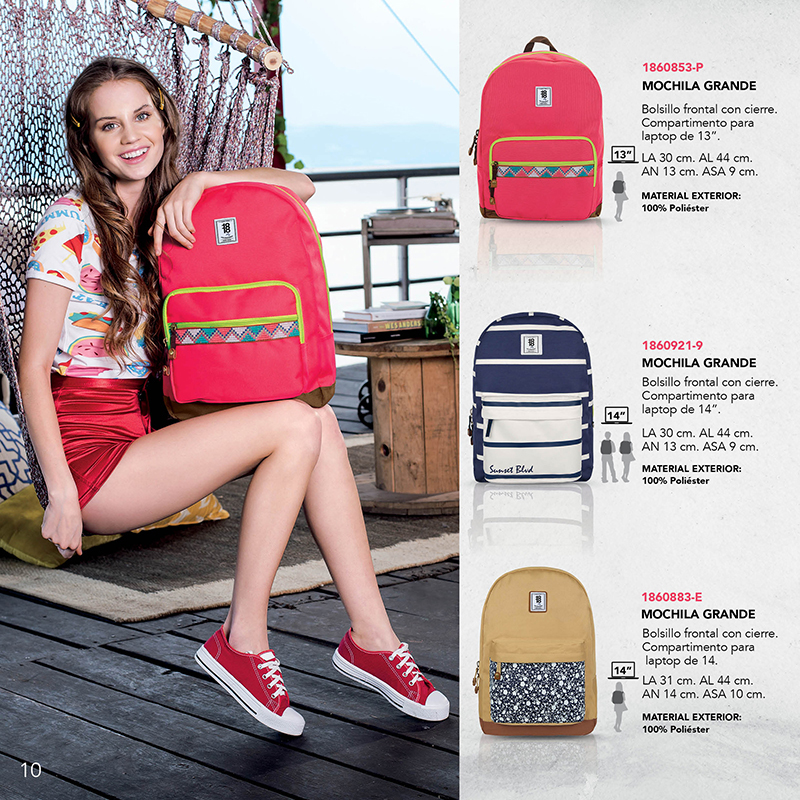 1860853-P
MOCHILA GRANDE
Bolsillo frontal con cierre.
Compartimento para
laptop de 13”.
13”
LA 30 cm. AL 44 cm.
AN 13 cm. ASA 9 cm.
MATERIAL EXTERIOR:
100% Poliéster
1860921-9
MOCHILA GRANDE
Bolsillo frontal con cierre.
Compartimento para
laptop de 14”.
14”
LA 30 cm. AL 44 cm.
AN 13 cm. ASA 9 cm.
MATERIAL EXTERIOR:
100% Poliéster
Sunset Blvd
1860883-E
MOCHILA GRANDE
Bolsillo frontal con cierre.
Compartimento para
laptop de 14.
14”
LA 31 cm. AL 44 cm.
AN 14 cm. ASA 10 cm.
MATERIAL EXTERIOR:
100% Poliéster
18
10